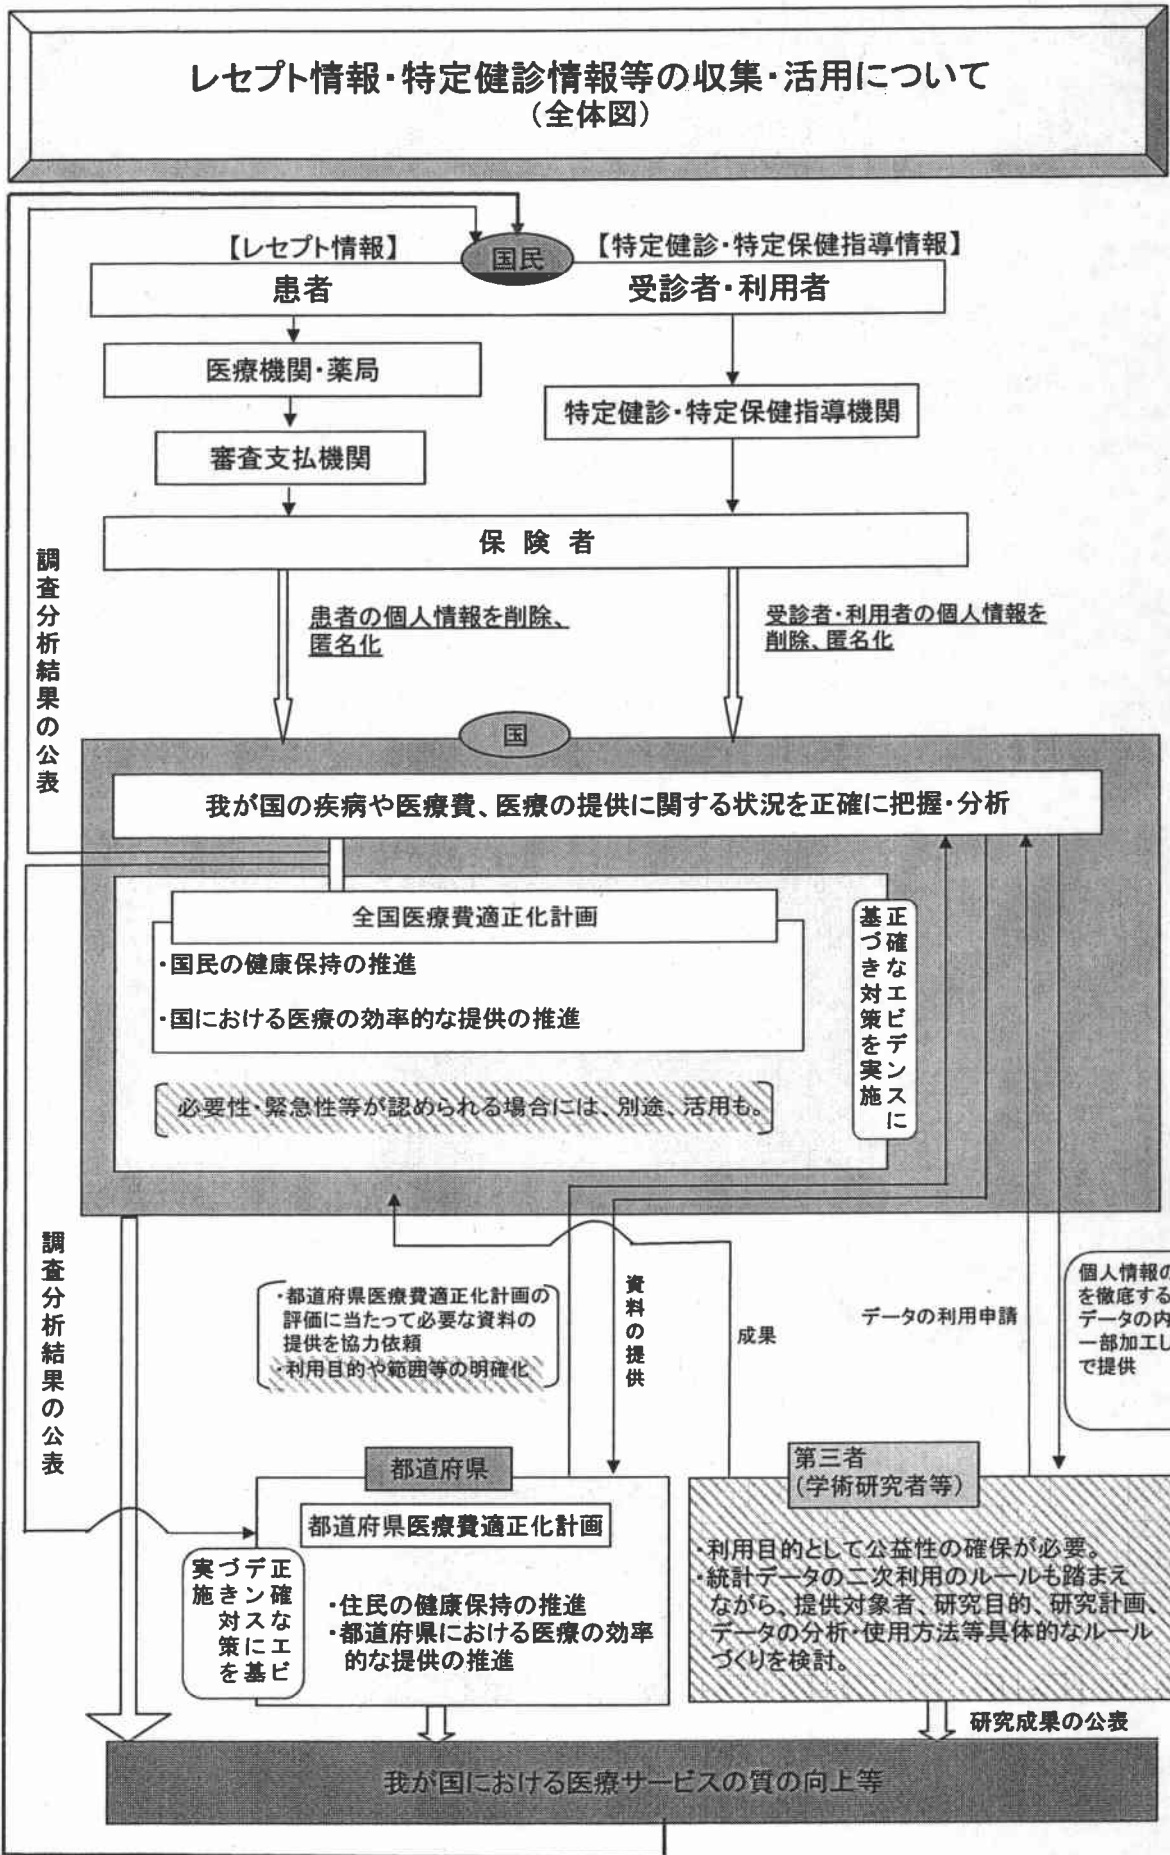 レセプト情報・特定健診情報等の収集・活用について
(全体図)
【レセプト情報】
国民
【特定健診・特定保健指導情報】
患者
受診者・利用者
医療機関・薬局
特定健診・特定保健指導機関
審査支払機関
保 険 者
調査分析結果の公表
患者の個人情報を削除、
匿名化
受診者・利用者の個人情報を
削除、匿名化
国
我が国の疾病や医療費、医療の提供に関する状況を正確に把握・分析
全国医療費適正化計画
・国民の健康保持の推進
・国における医療の効率的な提供の推進
必要性・緊急性等が認められる場合には、別途、活用も。
正確なエビデンスに
基づき対策を実施
調査分析結果の公表
・都道府県医療費適正化計画の
評価に当たって必要な資料の
提供を協力依頼
・利用目的や範囲等の明確化
資料の提供
成果
データの利用申請
個人情報の
を徹底する
データの内
一部加工し
で提供
都道府県
都道府県医療費適正化計画
正確なエビ
デンスに基
づき対策を
実施
・住民の健康保持の推進
・都道府県における医療の効率
的な提供の推進
第三者
(学術研究者等)
・利用目的として公益性の確保が必要。
・統計データの二次利用のルールも踏まえ
ながら、提供対象者、研究目的、研究計画、
データの分析・使用方法等具体的なルール
づくりを検討。
研究成果の公表
我が国における医療サービスの質の向上等